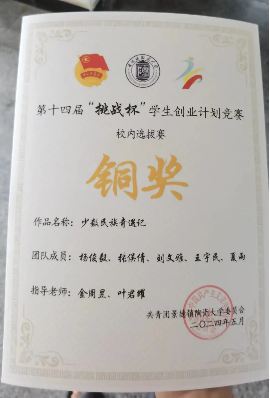 第十四届“挑战杯”学生创业计划竞赛
校内选拔赛
铜奖
作品名称：少数民族奇遇记
团队成员：杨俊毅、张保倩、刘文雅、王宇民、夏雨
指导老师：金周昱、叶君耀
共青团景德镇陶瓷大学委员会
二〇二四年五月